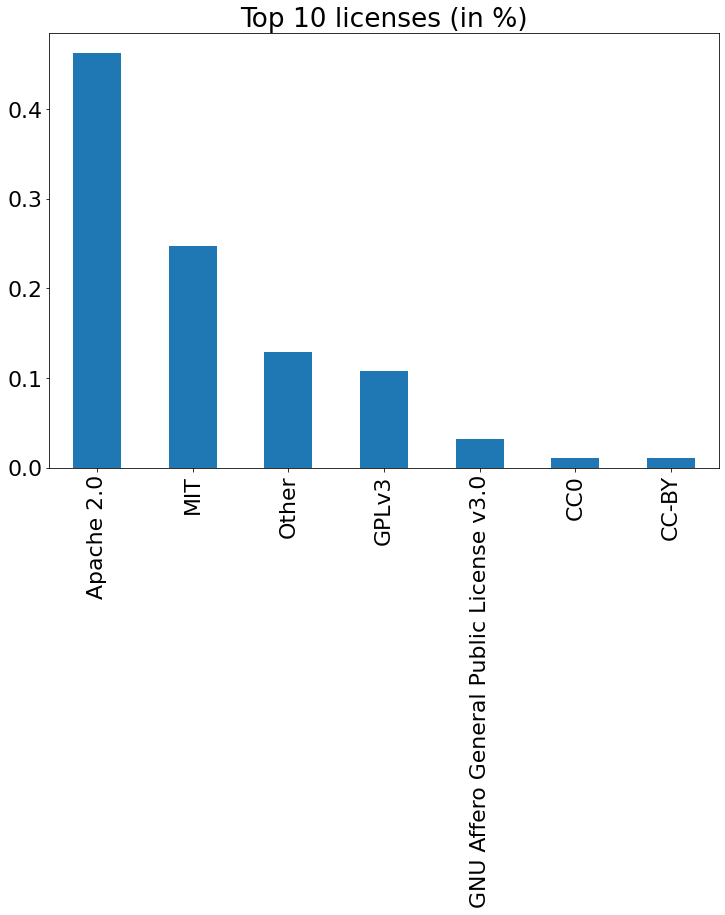 Top 10 licenses (in %)
0.4
0.3
0.2
0.1
0.0
Apache 2.0
MIT
Other
GPLv3
GNU Affero General Public License v3.0
CC0
CC-BY